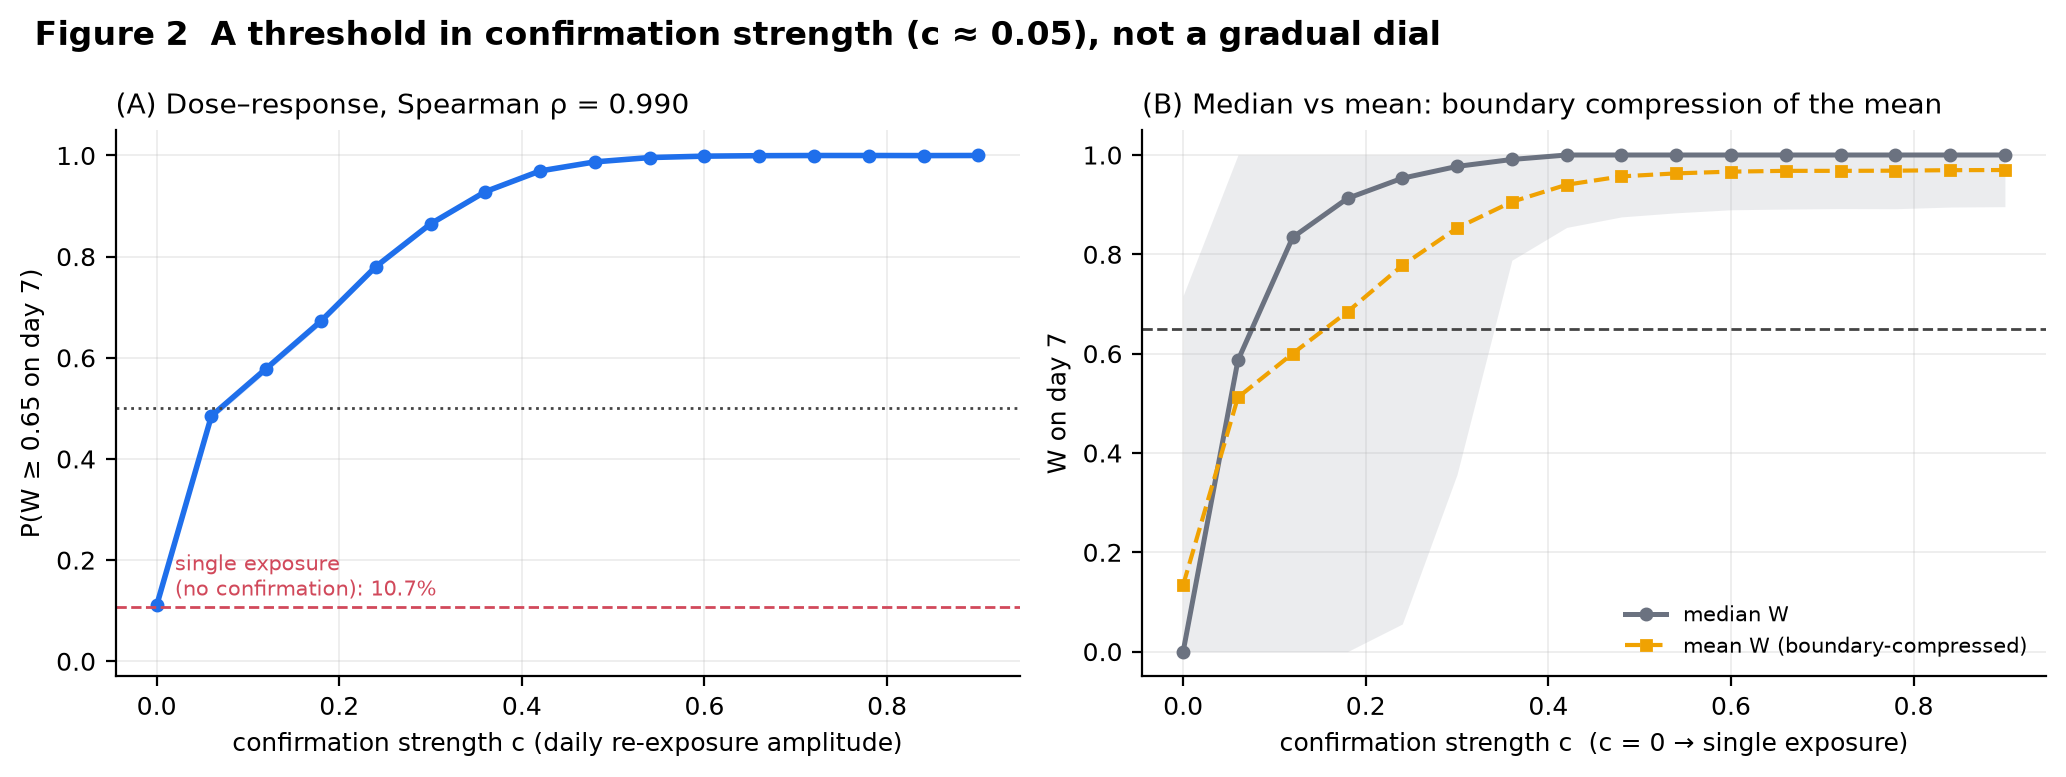 Figure 2  A threshold in confirmation strength (c ≈ 0.05), not a gradual dial
(A) Dose–response, Spearman ρ = 0.990
P(W ≥ 0.65 on day 7)
1.0
0.8
0.6
0.4
0.2
0.0
single exposure
(no confirmation): 10.7%
0.0 0.2 0.4 0.6 0.8
confirmation strength c (daily re-exposure amplitude)
(B) Median vs mean: boundary compression of the mean
W on day 7
1.0
0.8
0.6
0.4
0.2
0.0
median W
mean W (boundary-compressed)
0.0 0.2 0.4 0.6 0.8
confirmation strength c  (c = 0 → single exposure)